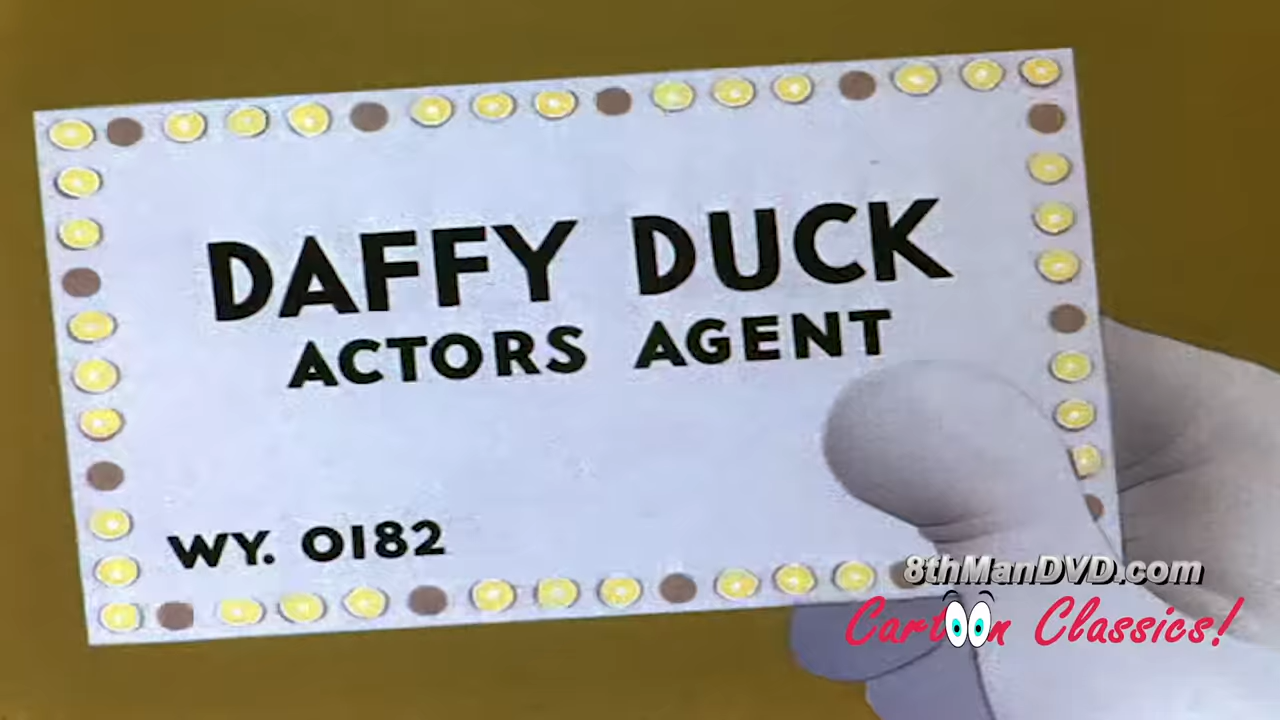 DAFFY DUCK
ACTORS AGENT
WY. 0182
8thManDVD.com
Cartoon Classics!